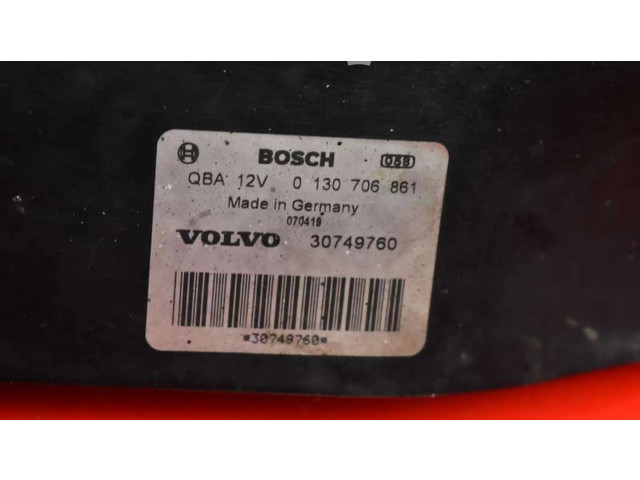 BOSCH 058
QBA 12V 0 130 706 861
Made in Germany
070419
VOLVO 30749760
*30749760*